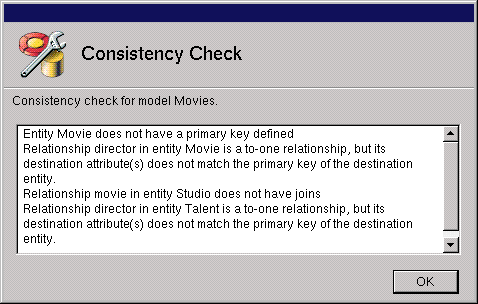 Consistency Check
Consistency check for model Movies.
Entity Movie does not have a primary key defined
Relationship director in entity Movie is a to-one relationship, but its
destination attribute(s) does not match the primary key of the destination
entity.
Relationship movie in entity Studio does not have joins
Relationship director in entity Talent is a to-one relationship, but its
destination attribute(s) does not match the primary key of the destination
entity.
OK